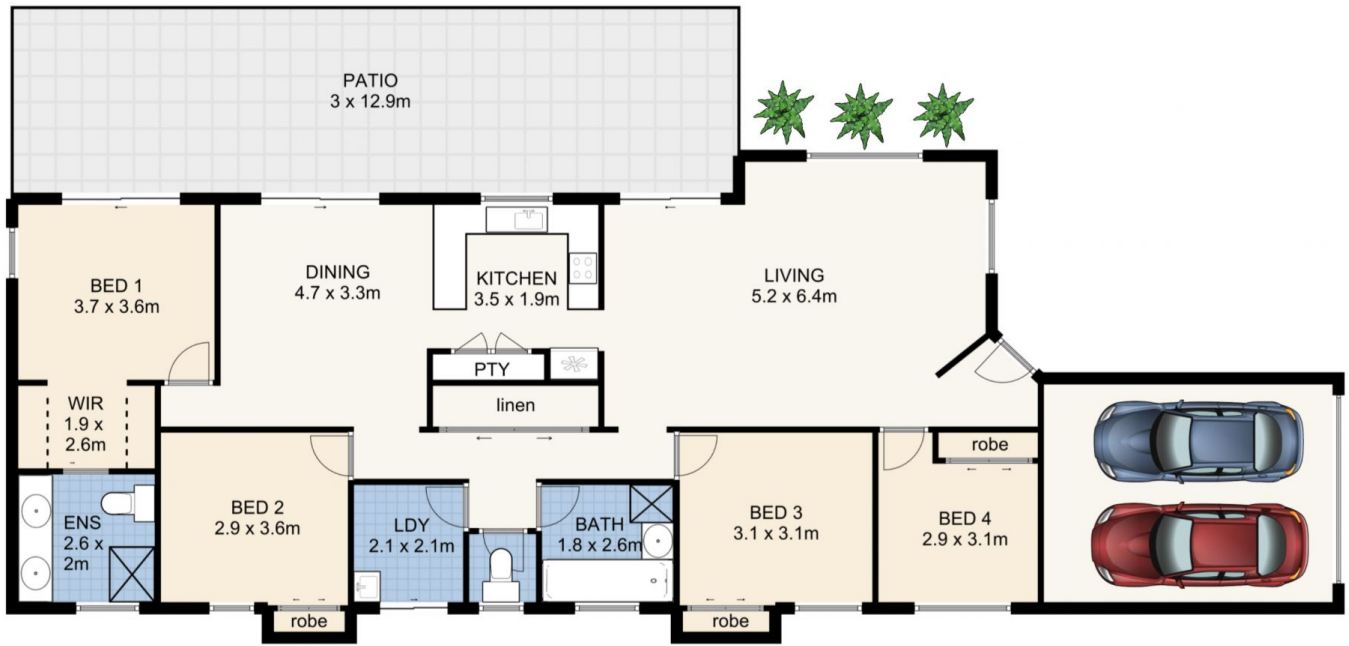 PATIO
3 x 12.9m
BED 1
3.7 x 3.6m
DINING
4.7 x 3.3m
KITCHEN
3.5 x 1.9m
LIVING
5.2 x 6.4m
PTY
linen
WIR
1.9 x
2.6m
ENS
2.6 x
2m
BED 2
2.9 x 3.6m
robe
LDY
2.1 x 2.1m
BATH
1.8 x 2.6m
BED 3
3.1 x 3.1m
robe
robe
BED 4
2.9 x 3.1m